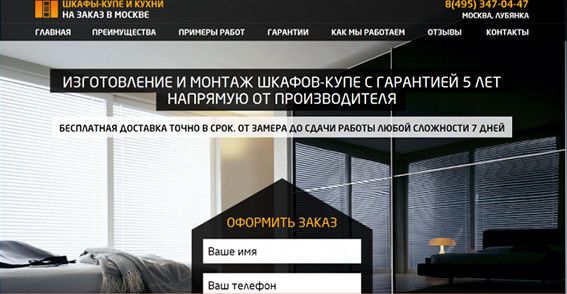 ШКАФЫ-КУПЕ И КУХНИ
НА ЗАКАЗ В МОСКВЕ
8(495) 347-04-47
МОСКВА, ЛУБЯНКА
ГЛАВНАЯ ПРЕИМУЩЕСТВА ПРИМЕРЫ РАБОТ ГАРАНТИИ КАК МЫ РАБОТАЕМ ОТЗЫВЫ КОНТАКТЫ
ИЗГОТОВЛЕНИЕ И МОНТАЖ ШКАФОВ-КУПЕ С ГАРАНТИЕЙ 5 ЛЕТ
НАПРЯМУЮ ОТ ПРОИЗВОДИТЕЛЯ
БЕСПЛАТНАЯ ДОСТАВКА ТОЧНО В СРОК. ОТ ЗАМЕРА ДО СДАЧИ РАБОТЫ ЛЮБОЙ СЛОЖНОСТИ 7 ДНЕЙ
ОФОРМИТЬ ЗАКАЗ
Ваше имя
Ваш телефон